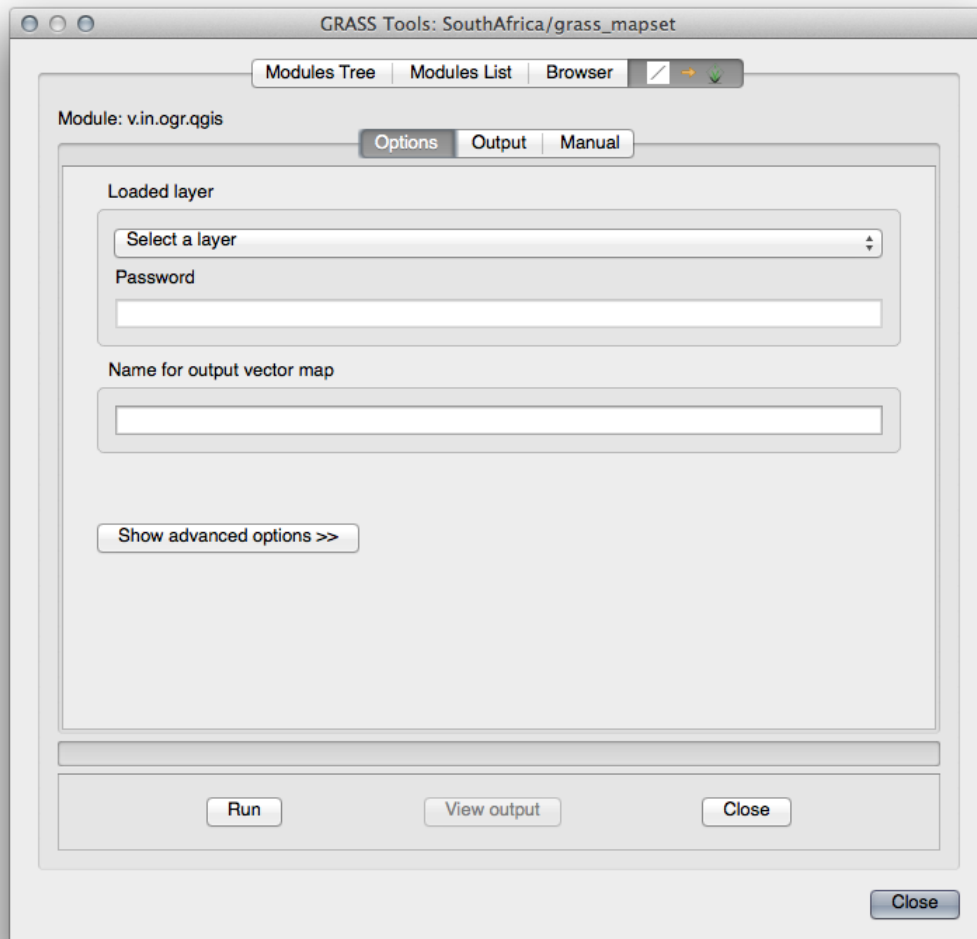 GRASS Tools: SouthAfrica/grass_mapset
Modules Tree Modules List Browser
Module: v.in.ogr.qgis
Options Output Manual
Loaded layer
Select a layer
Password
Name for output vector map
Show advanced options >>
Run View output Close
Close